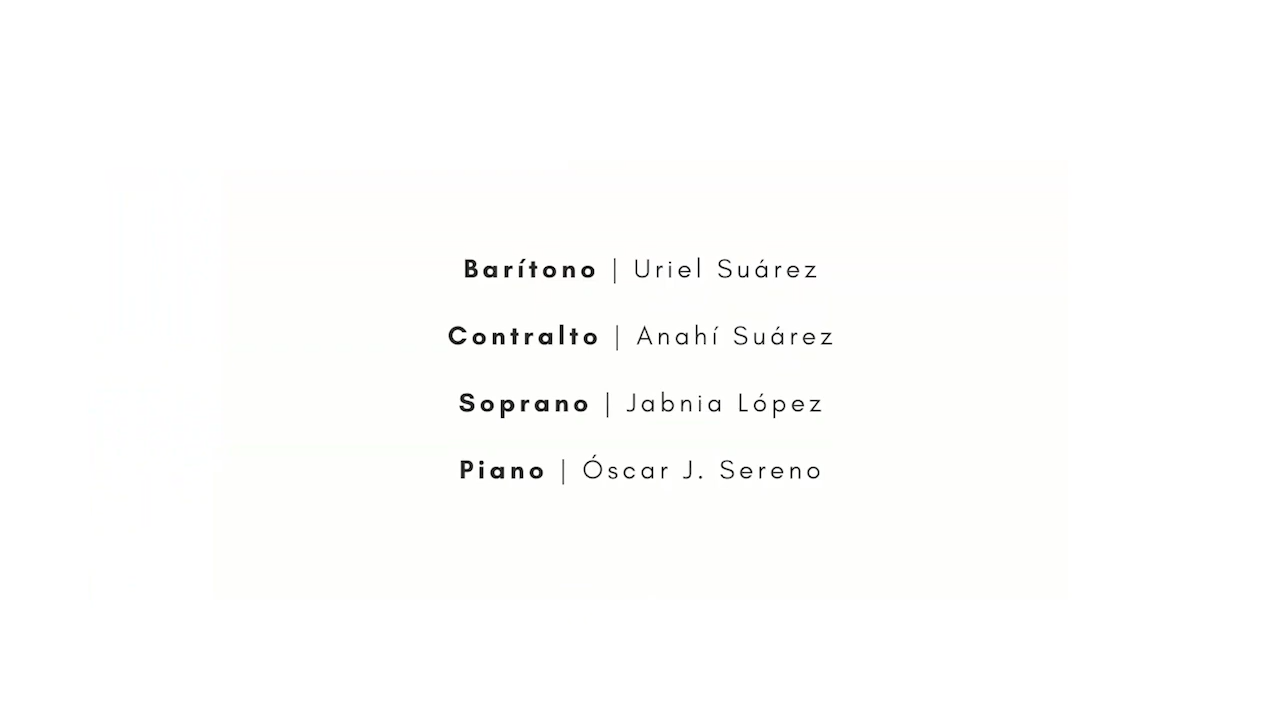 Barítono | Uriel Suárez
Contralto | Anahí Suárez
Soprano | Jabnia López
Piano | Óscar J. Sereno